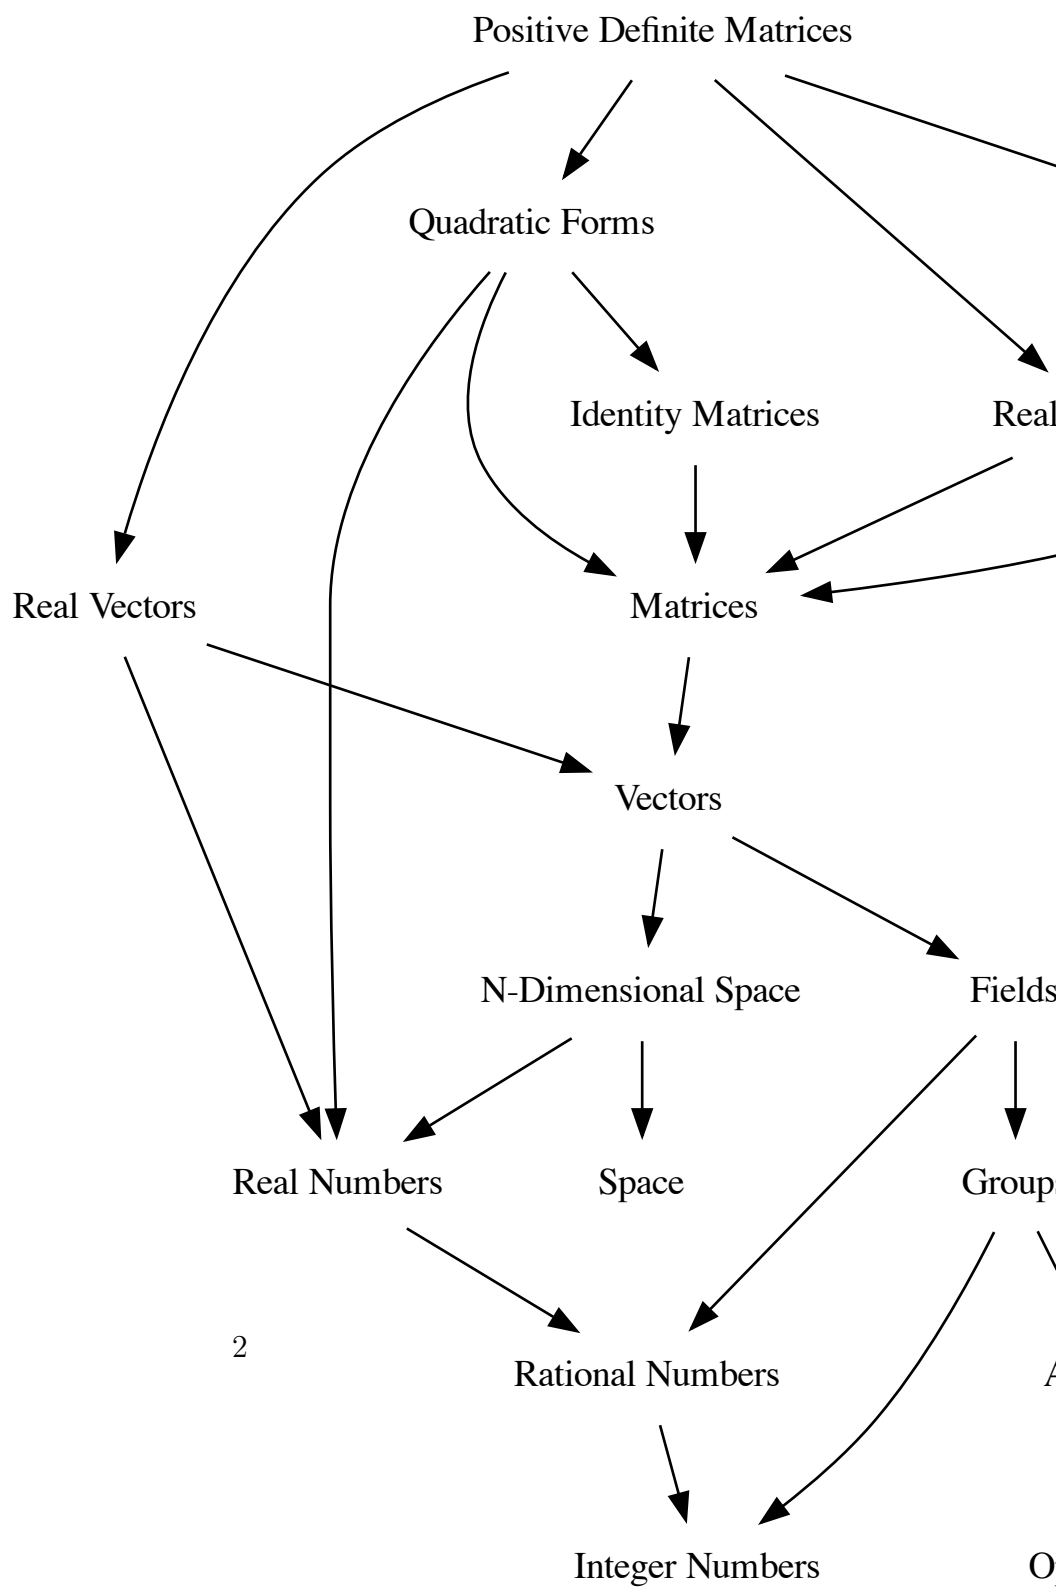 Positive Definite Matrices
Quadratic Forms
Identity Matrices
Real
Real Vectors
Matrices
Vectors
N-Dimensional Space
Fields
Real Numbers
Space
Group
2
Rational Numbers
A
Integer Numbers
O